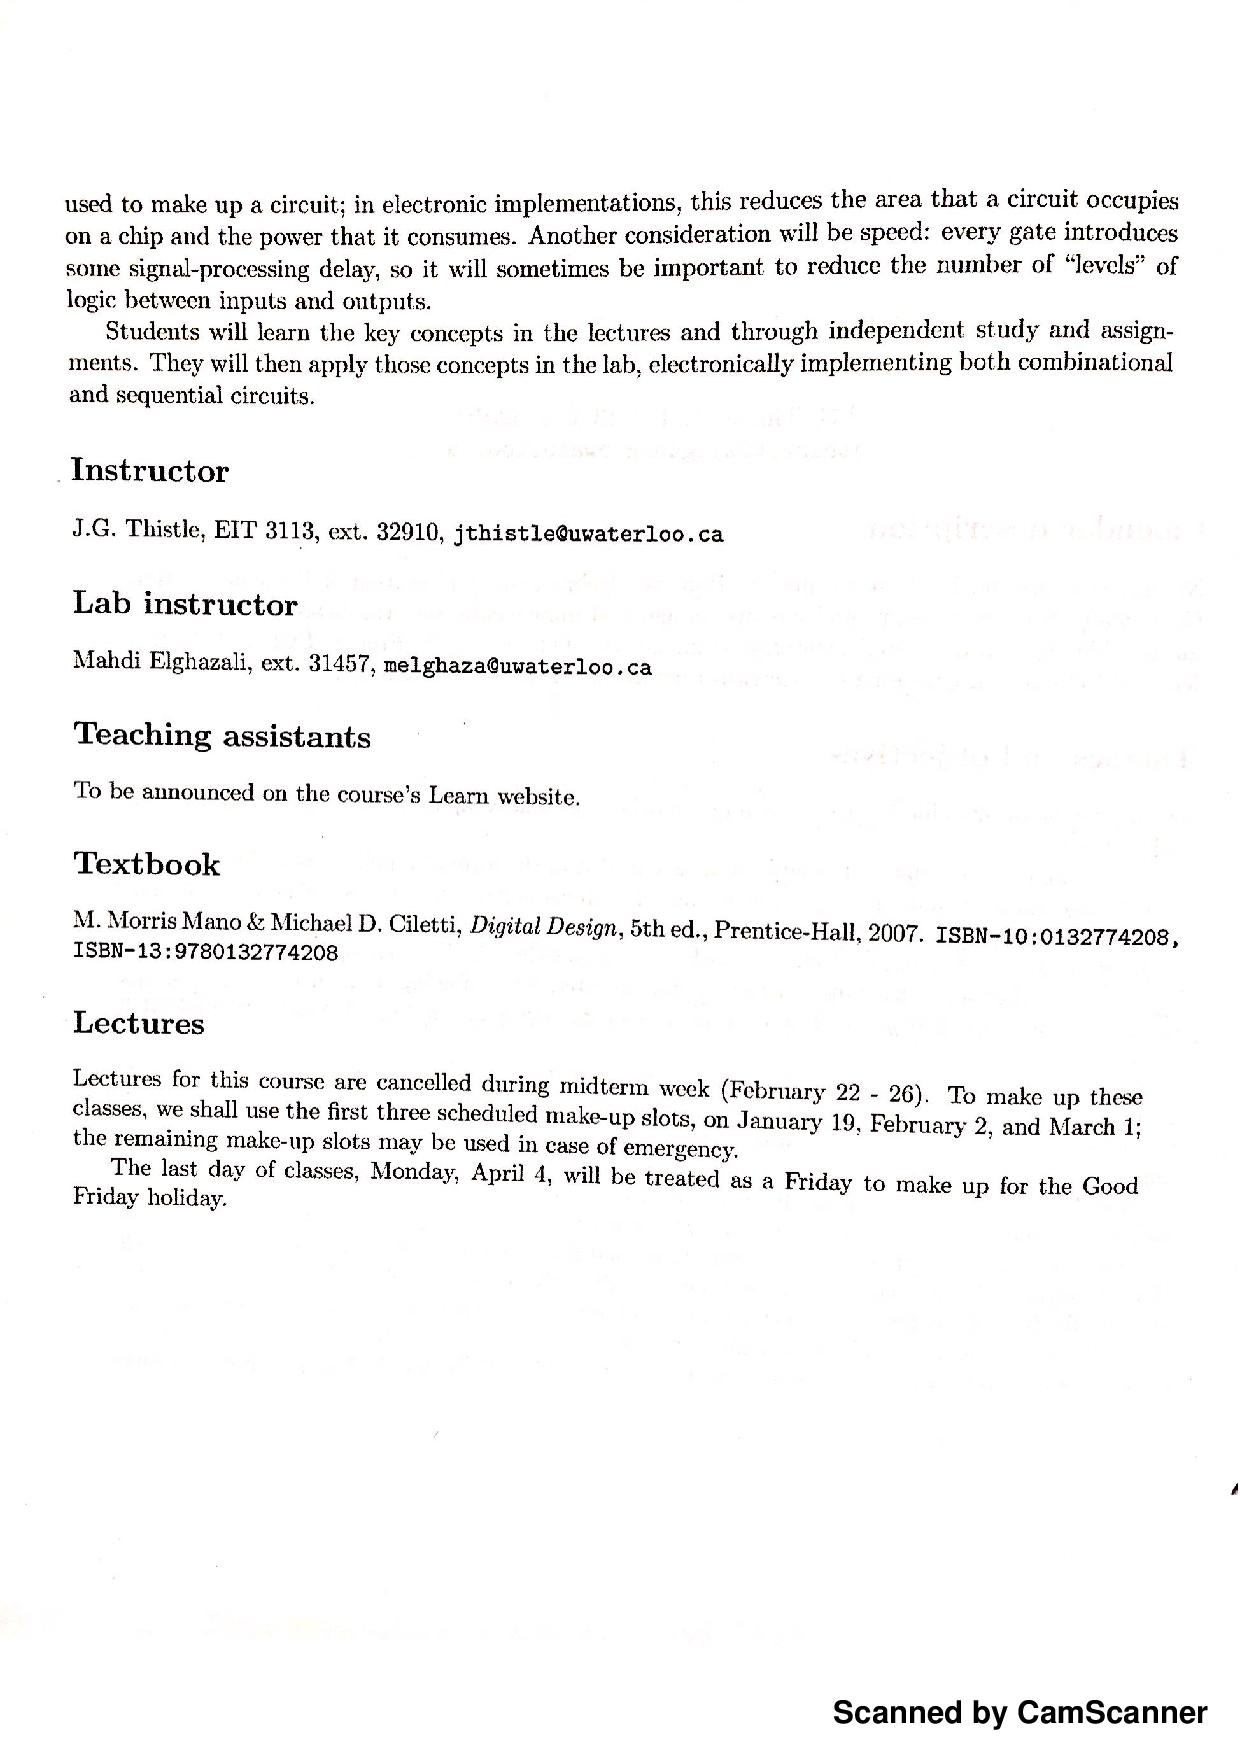 used to make up a circuit; in electronic implementations, this reduces the area that a circuit occupies
on a chip and the power that it consumes. Another consideration will be speed: every gate introduces
some signal-processing delay, so it will sometimes be important to reduce the number of “levels” of
logic between inputs and outputs.
Students will learn the key concepts in the lectures and through independent study and assign-
ments. They will then apply those concepts in the lab, electronically implementing both combinational
and sequential circuits.
Instructor
J.G. Thistle, EIT 3113, ext. 32910, jthistle@uwaterloo.ca
Lab instructor
Mahdi Elghazali, ext. 31457, melghaza@uwaterloo.ca
Teaching assistants
To be announced on the course's Learn website.
Textbook
M. Morris Mano & Michael D. Ciletti, Digital Design, 5th ed., Prentice-Hall, 2007. ISBN-10:0132774208,
ISBN-13:9780132774208
Lectures
Lectures for this course are cancelled during midterm week (February 22 - 26). To make up these
classes, we shall use the first three scheduled make-up slots, on January 19, February 2, and March 1;
the remaining make-up slots may be used in case of emergency.
The last day of classes, Monday, April 4, will be treated as a Friday to make up for the Good
Friday holiday.
Scanned by CamScanner